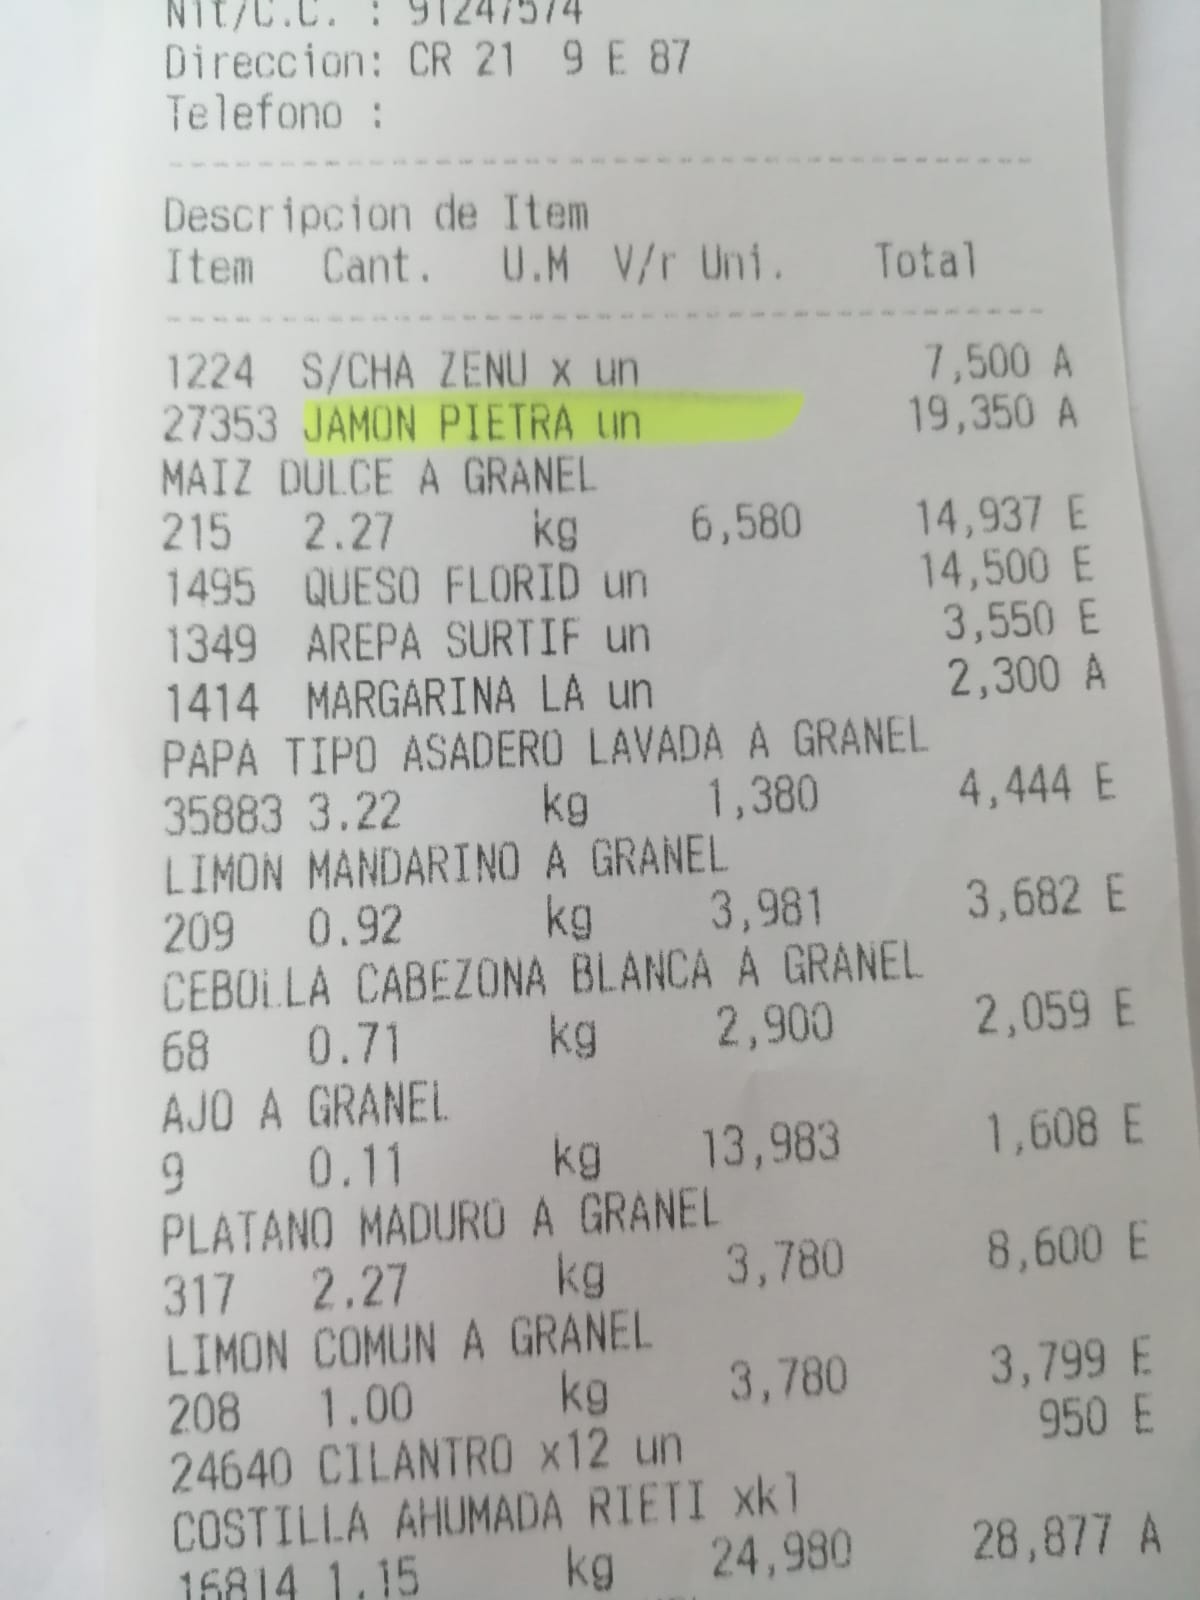 Nit/C.C. : 91247574
Direccion: CR 21 9 E 87
Telefono :
Descripcion de Item
Item Cant. U.M V/r Uni. Total
1224 S/CHA ZENU x un 7,500 A
27353 JAMON PIETRA un 19,350 A
MAIZ DULCE A GRANEL
215 2.27 kg 6,580 14,937 E
1495 QUESO FLORID un 14,500 E
1349 AREPA SURTIF un 3,550 E
1414 MARGARINA LA un 2,300 A
PAPA TIPO ASADERO LAVADA A GRANEL
35883 3.22 kg 1,380 4,444 E
LIMON MANDARINO A GRANEL
209 0.92 kg 3,981 3,682 E
CEBOLLA CABEZONA BLANCA A GRANEL
68 0.71 kg 2,900 2,059 E
AJO A GRANEL
9 0.11 kg 13,983 1,608 E
PLATANO MADURO A GRANEL
317 2.27 kg 3,780 8,600 E
LIMON COMUN A GRANEL
208 1.00 kg 3,780 3,799 E
24640 CILANTRO x12 un 950 E
COSTILLA AHUMADA RIETI xkl
16814 1.15 kg 24,980 28,877 A